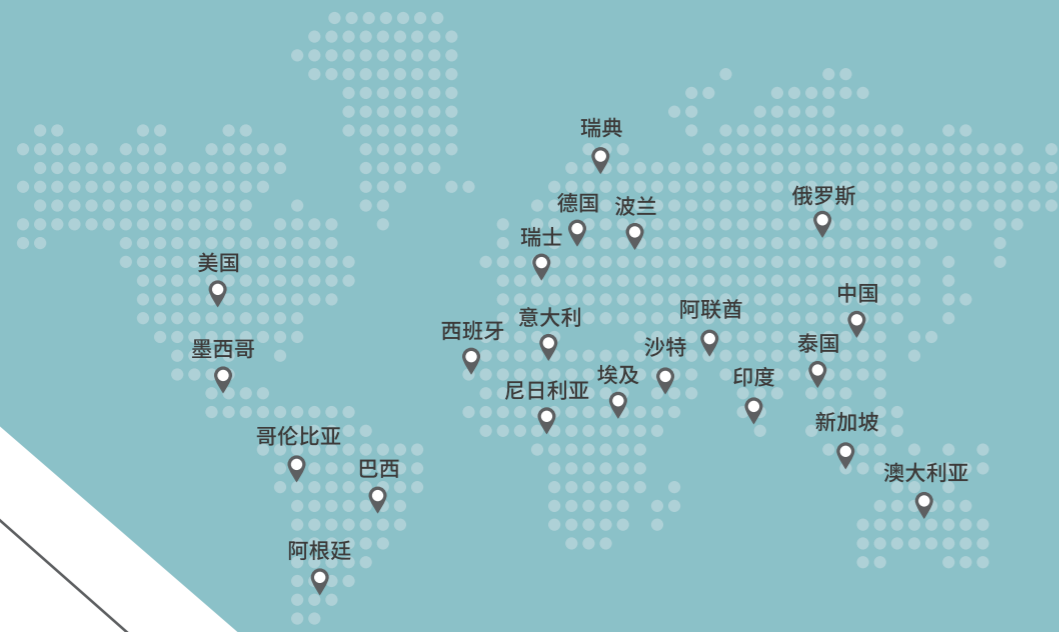 瑞典
俄罗斯
德国
波兰
瑞士
美国
中国
阿联酋
意大利
西班牙
泰国
沙特
墨西哥
埃及
印度
尼日利亚
新加坡
哥伦比亚
巴西
澳大利亚
阿根廷